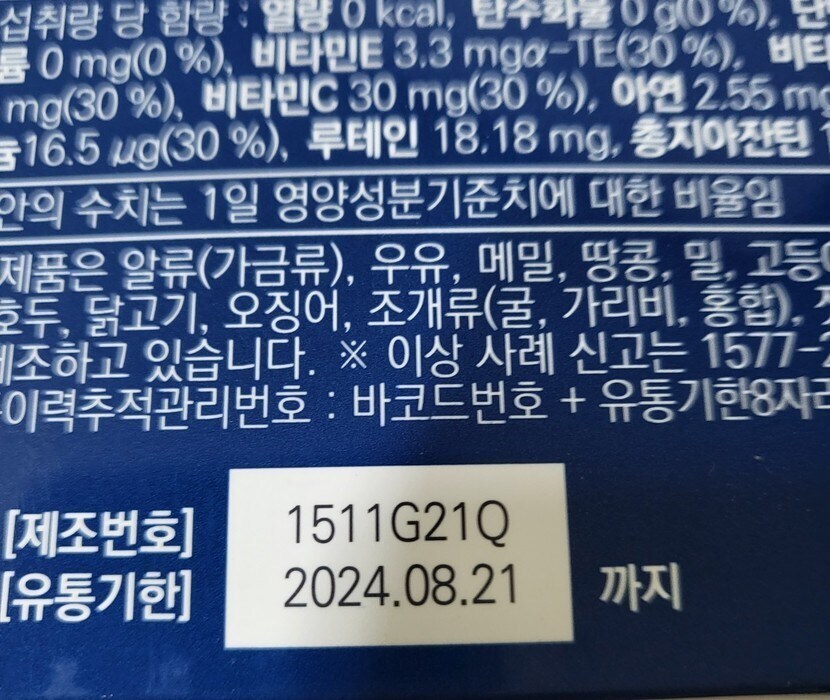 섭취량 당 함량 : 열량 0 kcal, 탄수화물 0 g(0 %),
0 mg(0 %), 비타민E 3.3 mgα-TE(30 %),
mg(30 %), 비타민C 30 mg(30 %), 아연 2.55
16.5 µg(30 %), 루테인 18.18 mg, 총지아잔틴
안의 수치는 1일 영양성분기준치에 대한 비율임
제품은 알류(가금류), 우유, 메밀, 땅콩, 밀,
호두, 닭고기, 오징어, 조개류(굴, 가리비, 홍합),
제조하고 있습니다. ※ 이상 사례 신고는 1577-
이력추적관리번호 : 바코드번호 + 유통기한8자리
[제조번호] 1511G21Q
[유통기한] 2024.08.21 까지